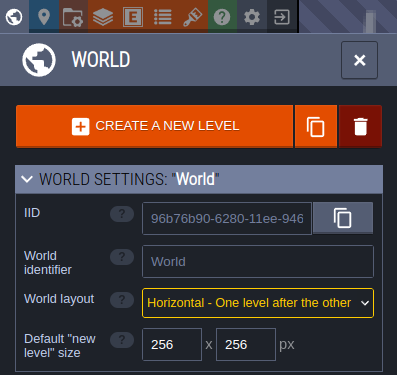 E
?
WORLD
×
CREATE A NEW LEVEL
WORLD SETTINGS: "World"
IID ? 96b76b90-6280-11ee-946
World
identifier ? World
World layout ? Horizontal - One level after the other
Default "new
level" size ? 256 x 256 px